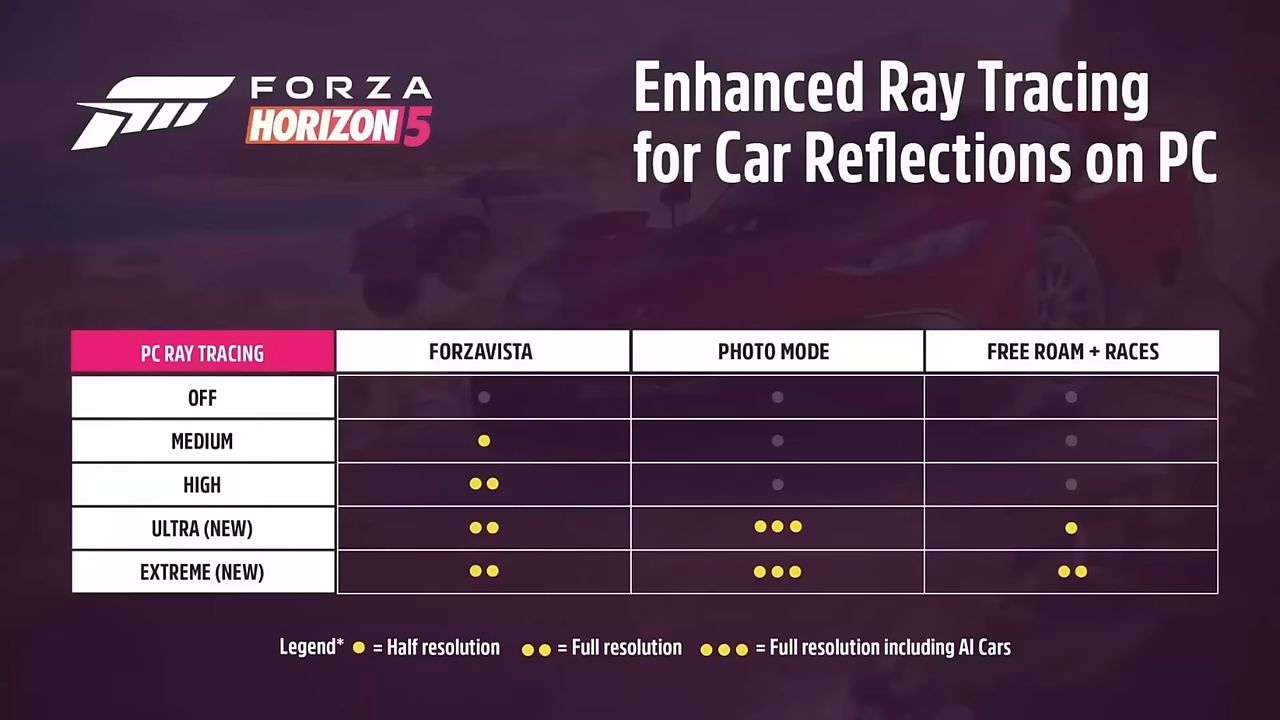 FORZA
HORIZON 5
Enhanced Ray Tracing
for Car Reflections on PC
PC RAY TRACING FORZAVISTA PHOTO MODE FREE ROAM + RACES
OFF
MEDIUM
HIGH
ULTRA (NEW)
EXTREME (NEW)
Legend* = Half resolution = Full resolution = Full resolution including AI Cars